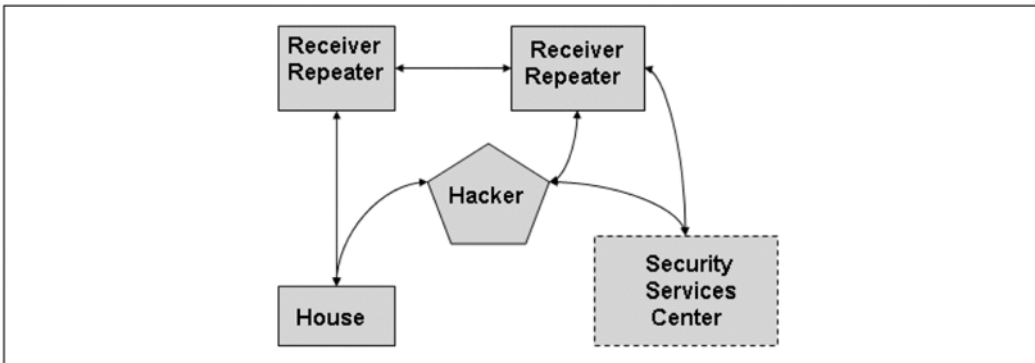 Receiver
Repeater
Receiver
Repeater
Hacker
Security
Services
Center
House